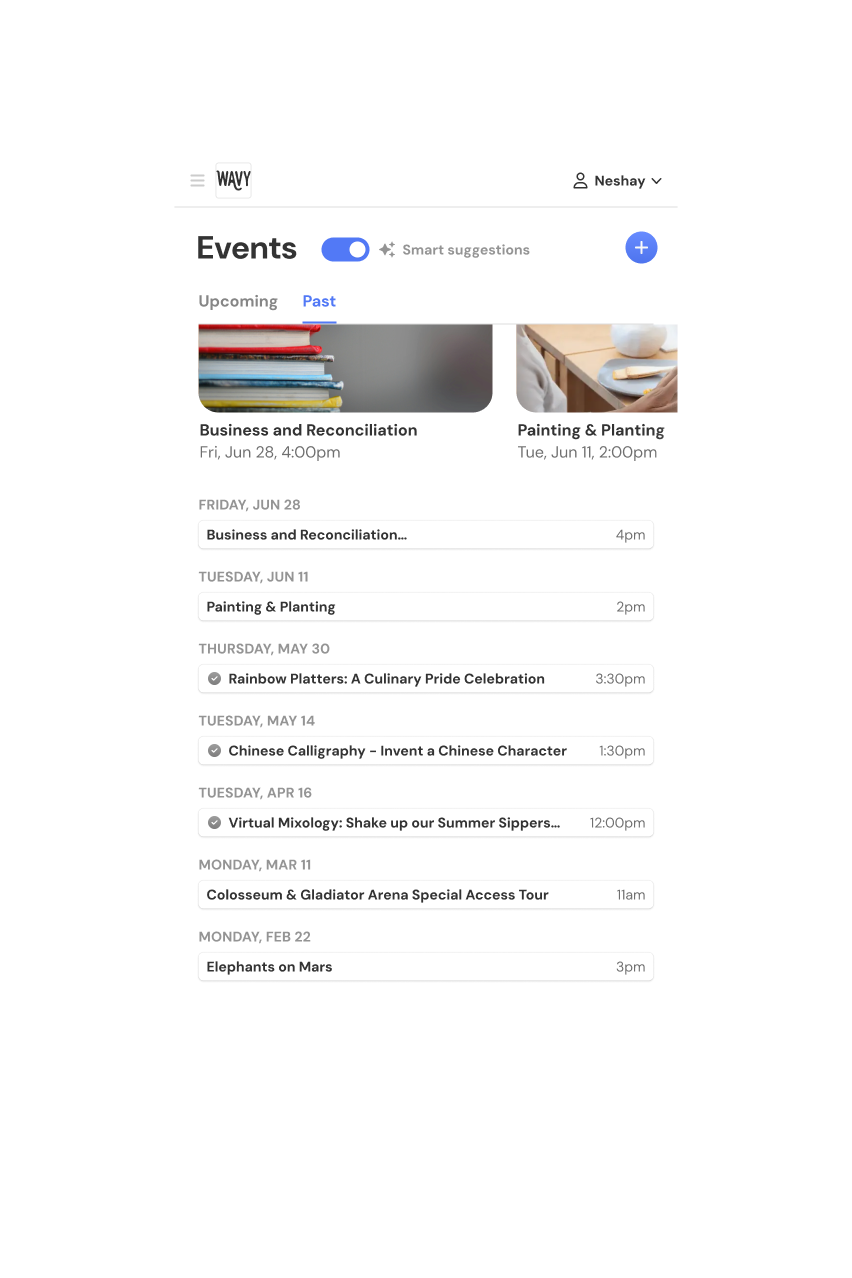 WAVY
Neshay
Events
Smart suggestions
Upcoming
Past
Business and Reconciliation
Fri, Jun 28, 4:00pm
Painting & Planting
Tue, Jun 11, 2:00pm
FRIDAY, JUN 28
Business and Reconciliation... 4pm
TUESDAY, JUN 11
Painting & Planting 2pm
THURSDAY, MAY 30
Rainbow Platters: A Culinary Pride Celebration 3:30pm
TUESDAY, MAY 14
Chinese Calligraphy - Invent a Chinese Character 1:30pm
TUESDAY, APR 16
Virtual Mixology: Shake up our Summer Sippers... 12:00pm
MONDAY, MAR 11
Colosseum & Gladiator Arena Special Access Tour 11am
MONDAY, FEB 22
Elephants on Mars 3pm